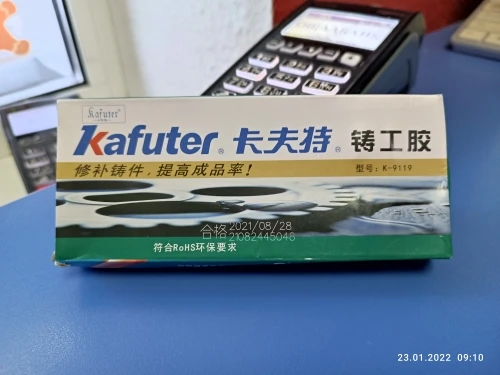 Kafuter®
Kafuter® 卡夫特® 铸工胶
修补铸件，提高成品率！
型号：K-9119
合格 2021/08/28
21082445048
符合RoHS环保要求
23.01.2022 09:10